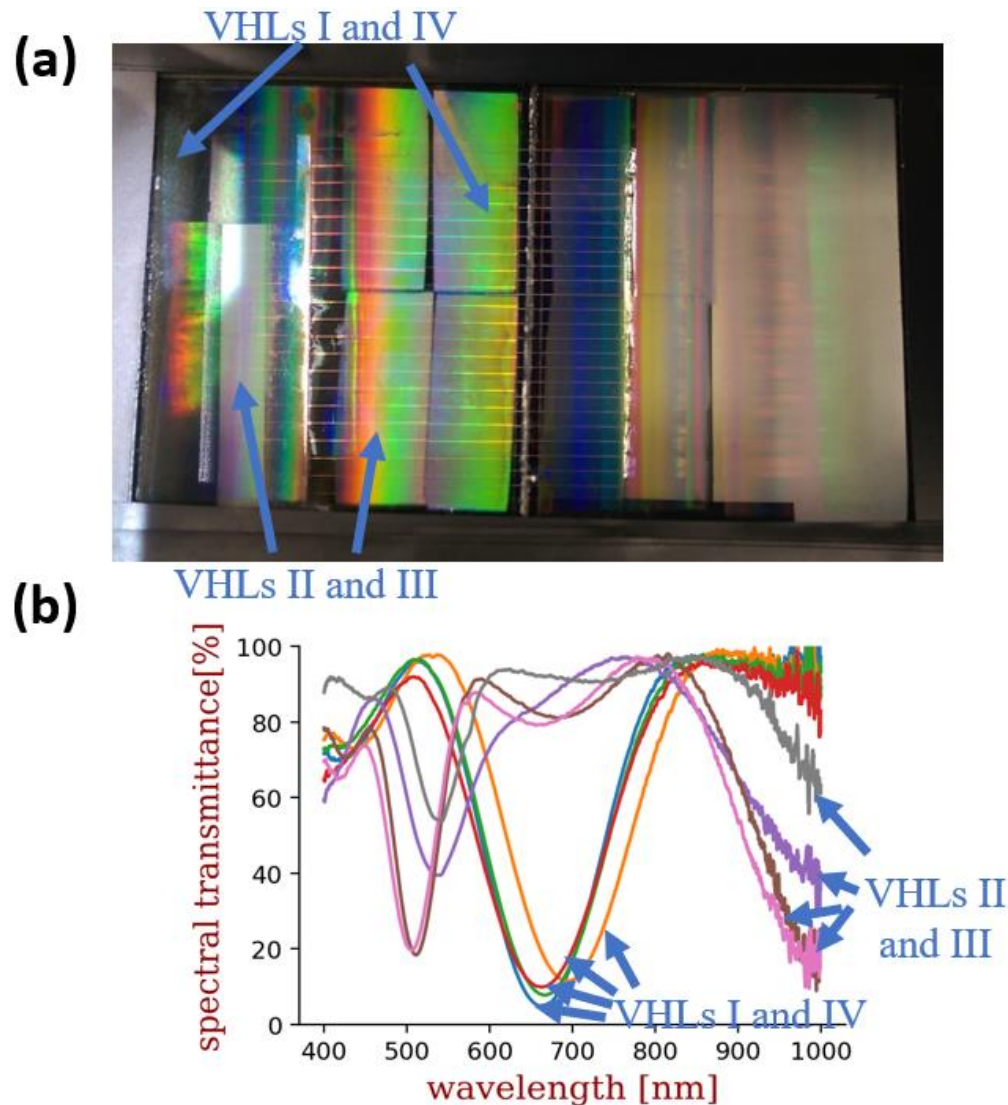 VHLs I and IV
(a)
VHLs II and III
(b)
spectral transmittance[%]
100
80
60
40
20
0
VHLs II
and III
VHLs I and IV
400 500 600 700 800 900 1000
wavelength [nm]